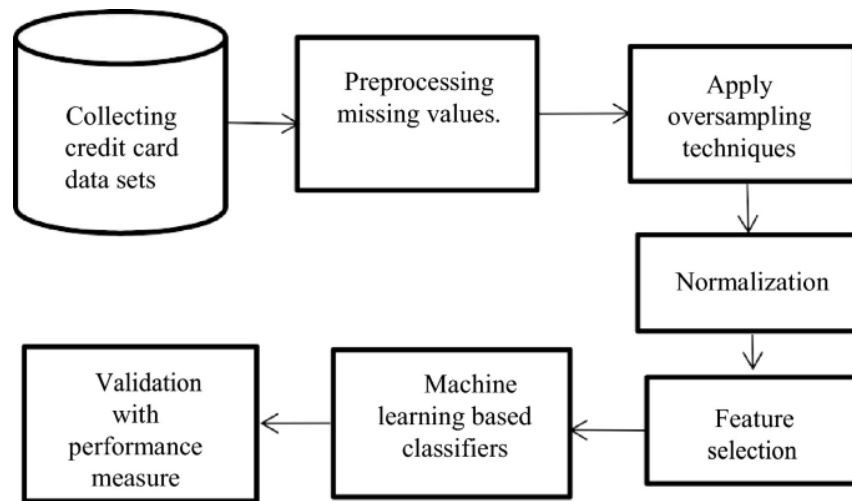 Collecting
credit card
data sets
Preprocessing
missing values.
Apply
oversampling
techniques
Normalization
Feature
selection
Machine
learning based
classifiers
Validation
with
performance
measure